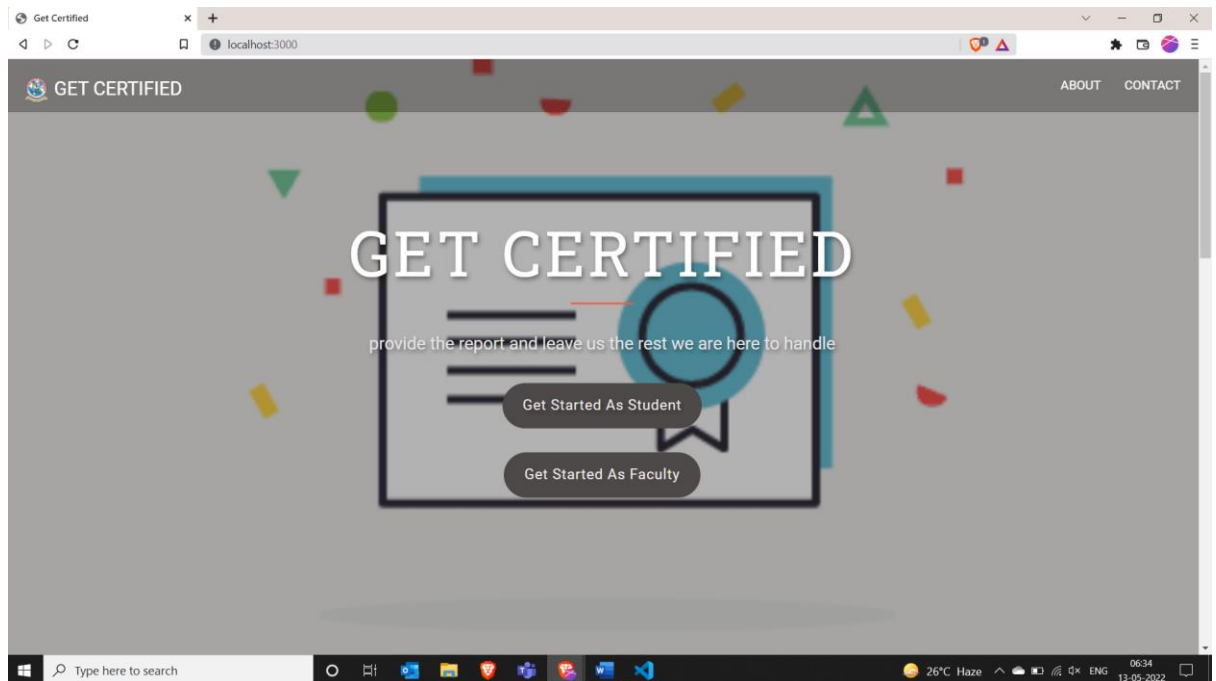 Get Certified
localhost:3000
GET CERTIFIED
ABOUT CONTACT
GET CERTIFIED
provide the report and leave us the rest we are here to handle
Get Started As Student
Get Started As Faculty
Type here to search
26°C Haze
ENG
06:34
13-05-2022